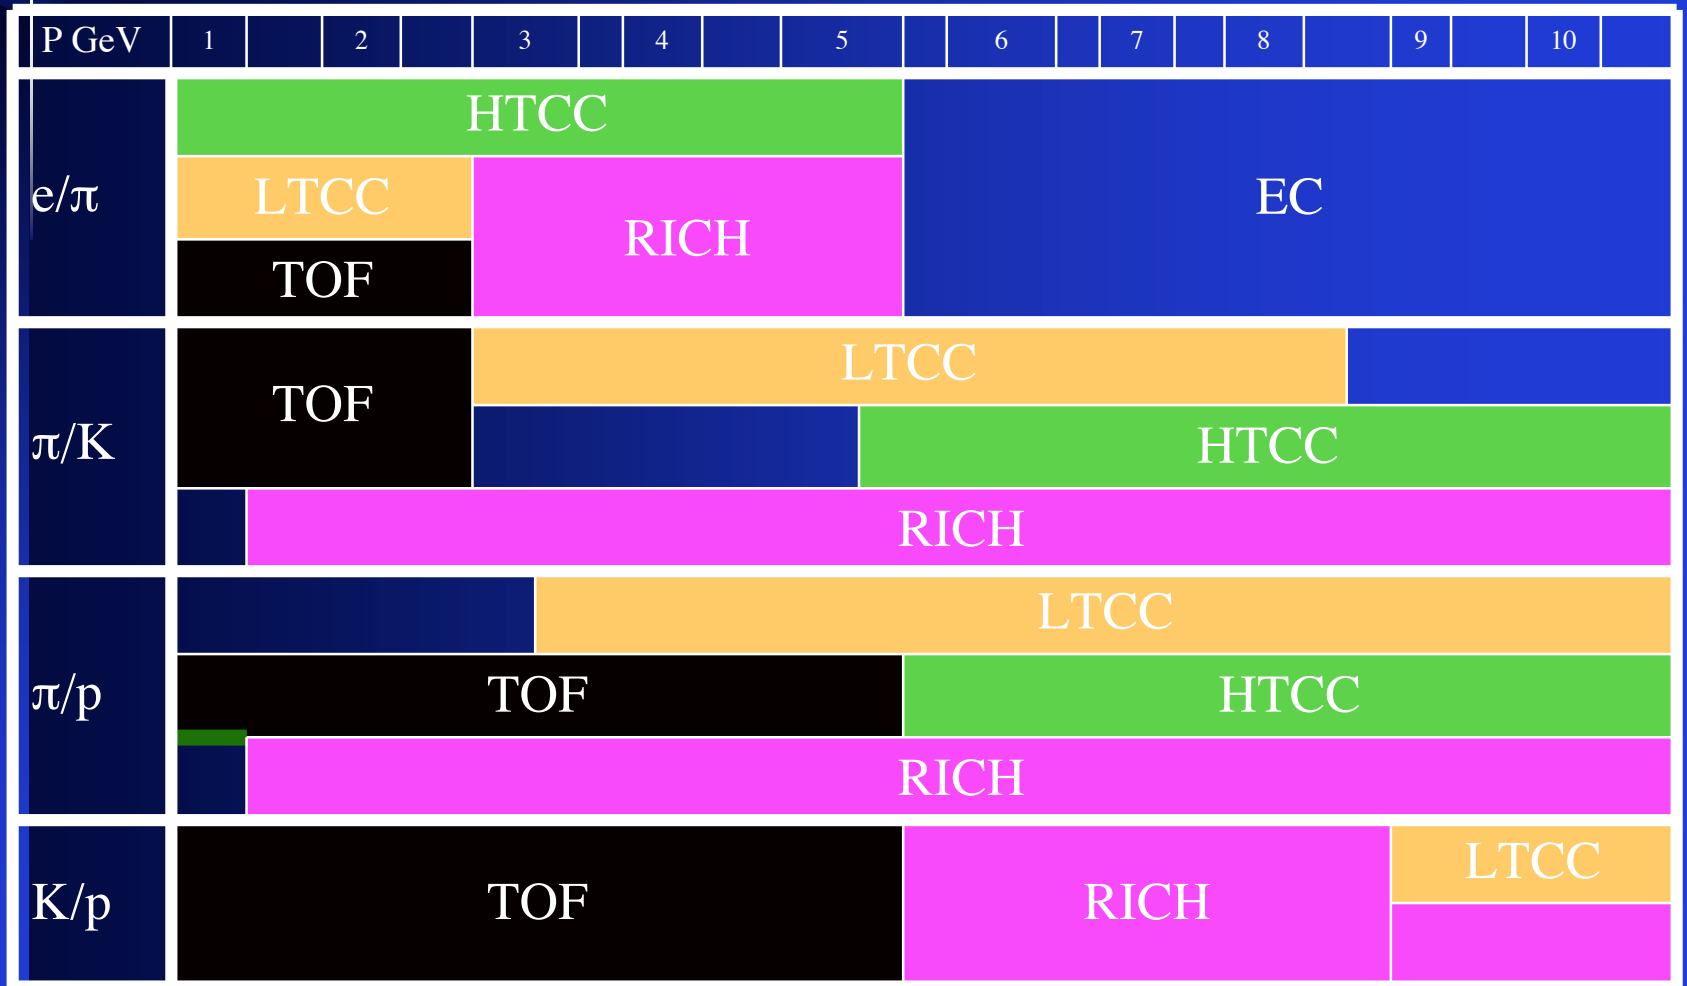 P GeV 1 2 3 4 5 6 7 8 9 10
HTCC
e/π LTCC RICH EC
TOF
π/K TOF LTCC
HTCC
RICH
LTCC
π/p TOF HTCC
RICH
K/p TOF RICH LTCC